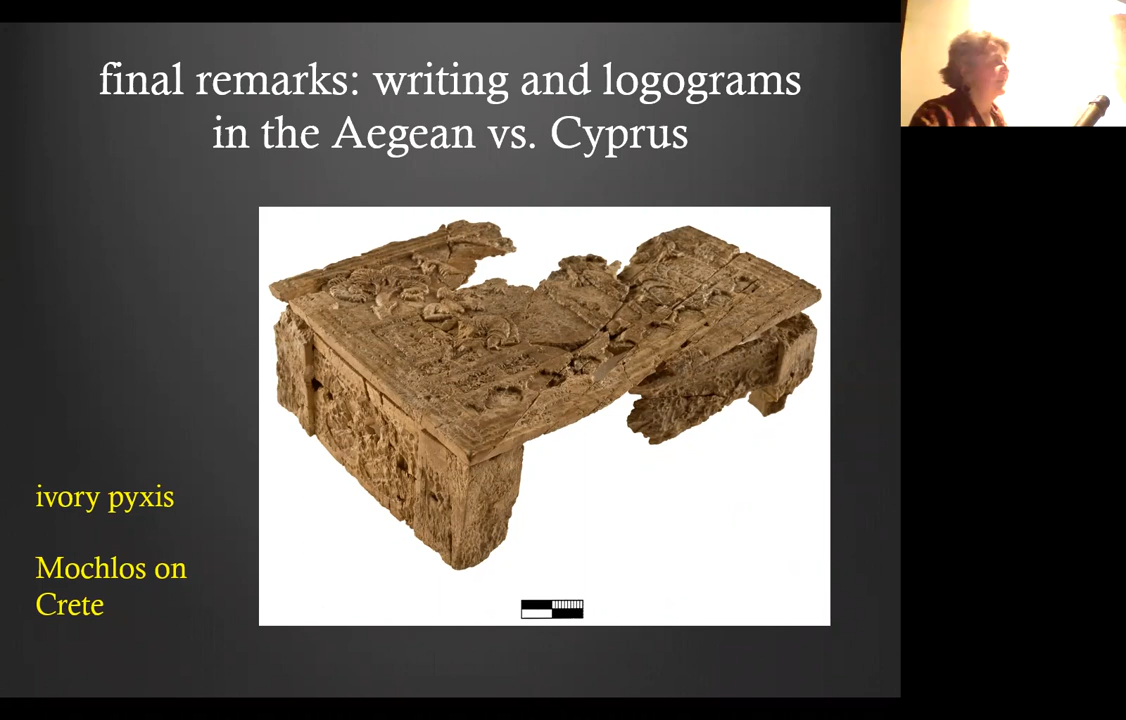 final remarks: writing and logograms
in the Aegean vs. Cyprus
ivory pyxis
Mochlos on
Crete